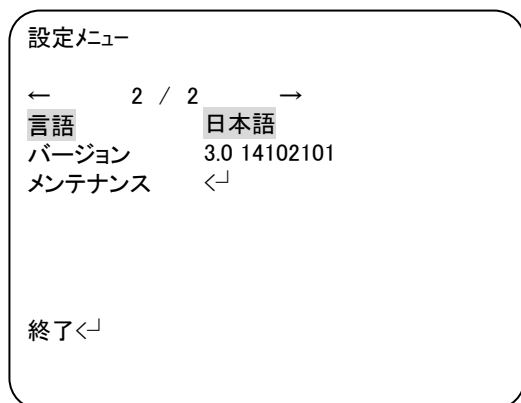 設定メニュー
← 2 / 2 →
言語 日本語
バージョン 3.0 14102101
メンテナンス <┘
終了<┘